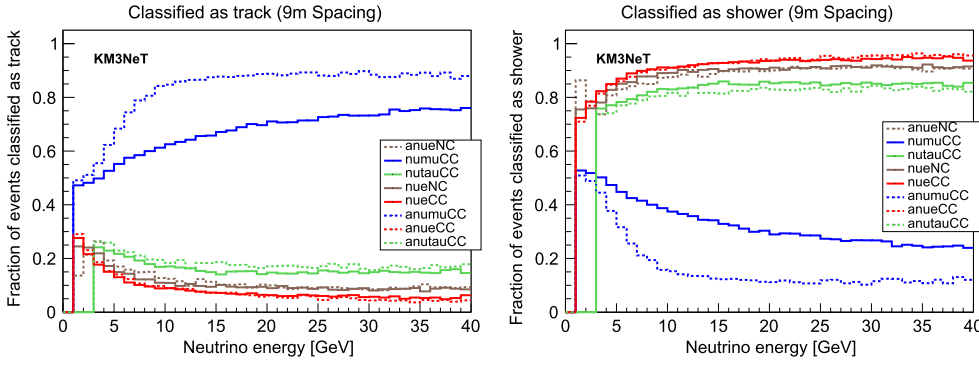 Classified as track (9m Spacing)
Fraction of events classified as track
1
0.8
0.6
0.4
0.2
0
KM3NeT
anueNC
numuCC
nutauCC
nueNC
nueCC
anumuCC
anueCC
anutauCC
0 5 10 15 20 25 30 35 40
Neutrino energy [GeV]
Classified as shower (9m Spacing)
Fraction of events classified as shower
1
0.8
0.6
0.4
0.2
0
KM3NeT
anueNC
numuCC
nutauCC
nueNC
nueCC
anumuCC
anueCC
anutauCC
0 5 10 15 20 25 30 35 40
Neutrino energy [GeV]